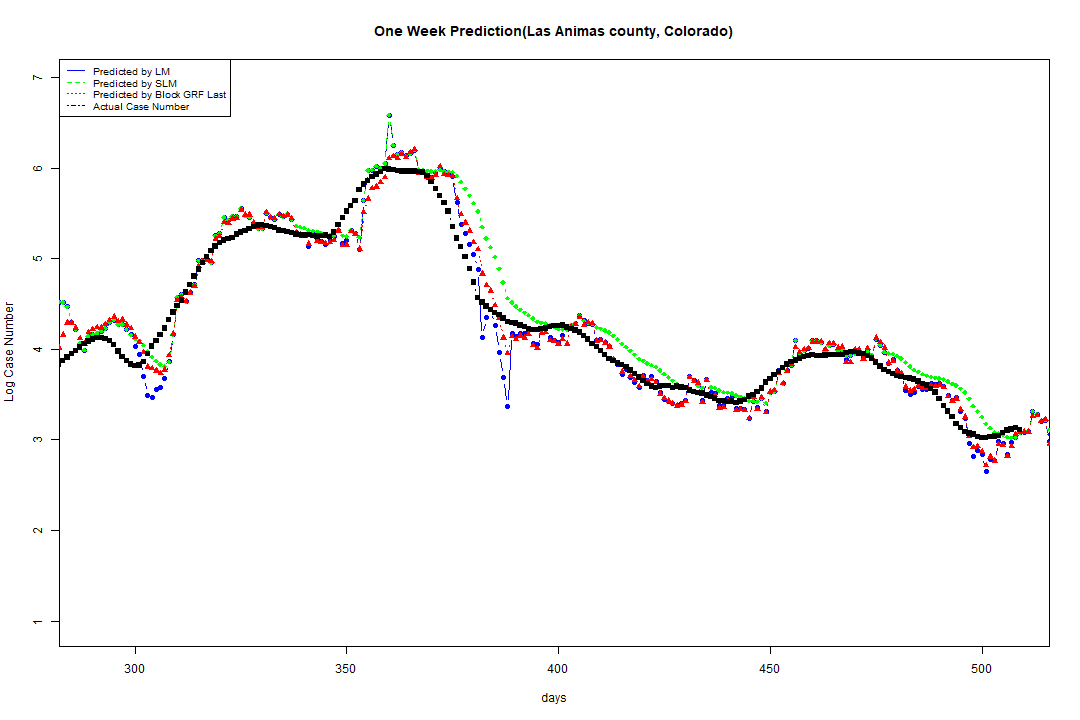 One Week Prediction(Las Animas county, Colorado)
Predicted by LM
Predicted by SLM
Predicted by Block GRF Last
Actual Case Number
7
6
5
4
3
2
1
Log Case Number
300 350 400 450 500
days